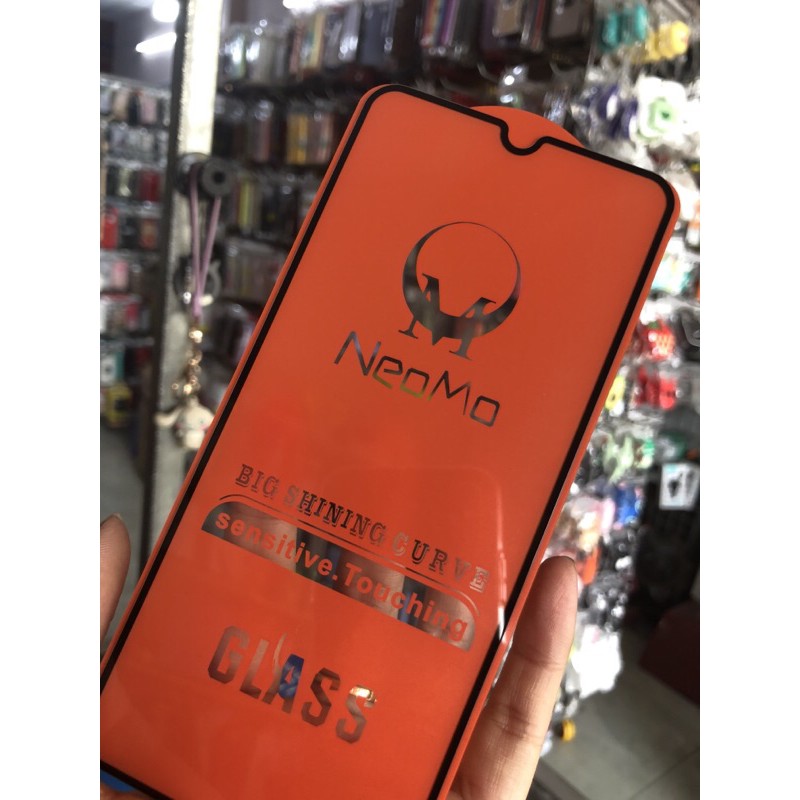 M
NeoMo
BIG SHINING CURVE
sensitive.Touching
GLASS